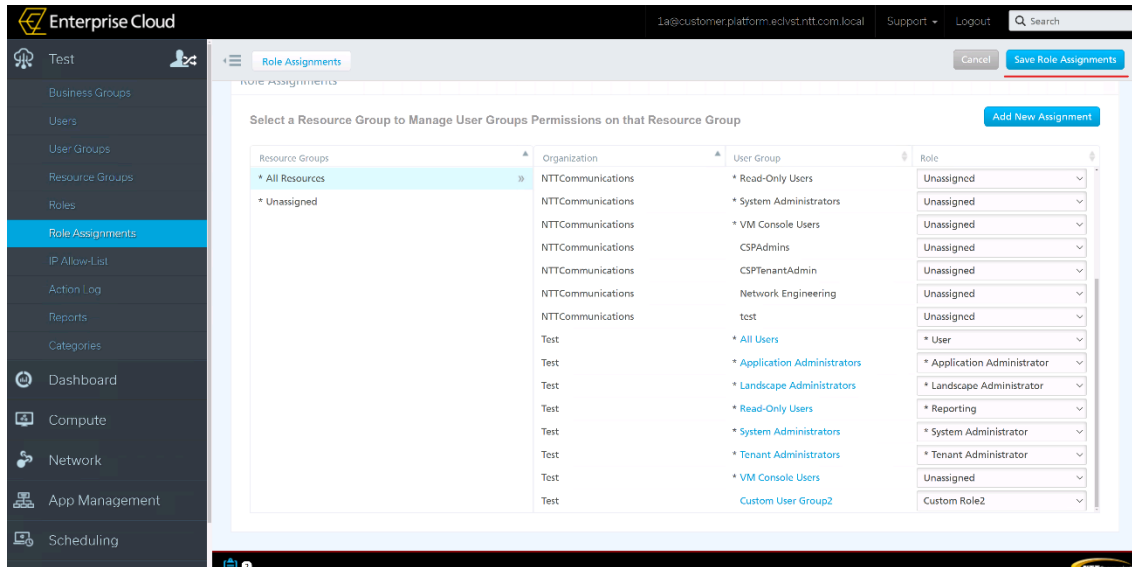 Enterprise Cloud
1a@customer.platform.eclvst.ntt.com.local Support Logout Search
Test
Role Assignments
Cancel Save Role Assignments
Business Groups
Users
User Groups
Resource Groups
Roles
Role Assignments
IP Allow-List
Action Log
Reports
Categories
Dashboard
Compute
Network
App Management
Scheduling
Role Assignments
Select a Resource Group to Manage User Groups Permissions on that Resource Group
Add New Assignment
Resource Groups Organization User Group Role
* All Resources » NTTCommunications * Read-Only Users Unassigned
* Unassigned NTTCommunications * System Administrators Unassigned
NTTCommunications * VM Console Users Unassigned
NTTCommunications CSPAdmins Unassigned
NTTCommunications CSPTenantAdmin Unassigned
NTTCommunications Network Engineering Unassigned
NTTCommunications test Unassigned
Test * All Users * User
Test * Application Administrators * Application Administrator
Test * Landscape Administrators * Landscape Administrator
Test * Read-Only Users * Reporting
Test * System Administrators * System Administrator
Test * Tenant Administrators * Tenant Administrator
Test * VM Console Users Unassigned
Test Custom User Group2 Custom Role2